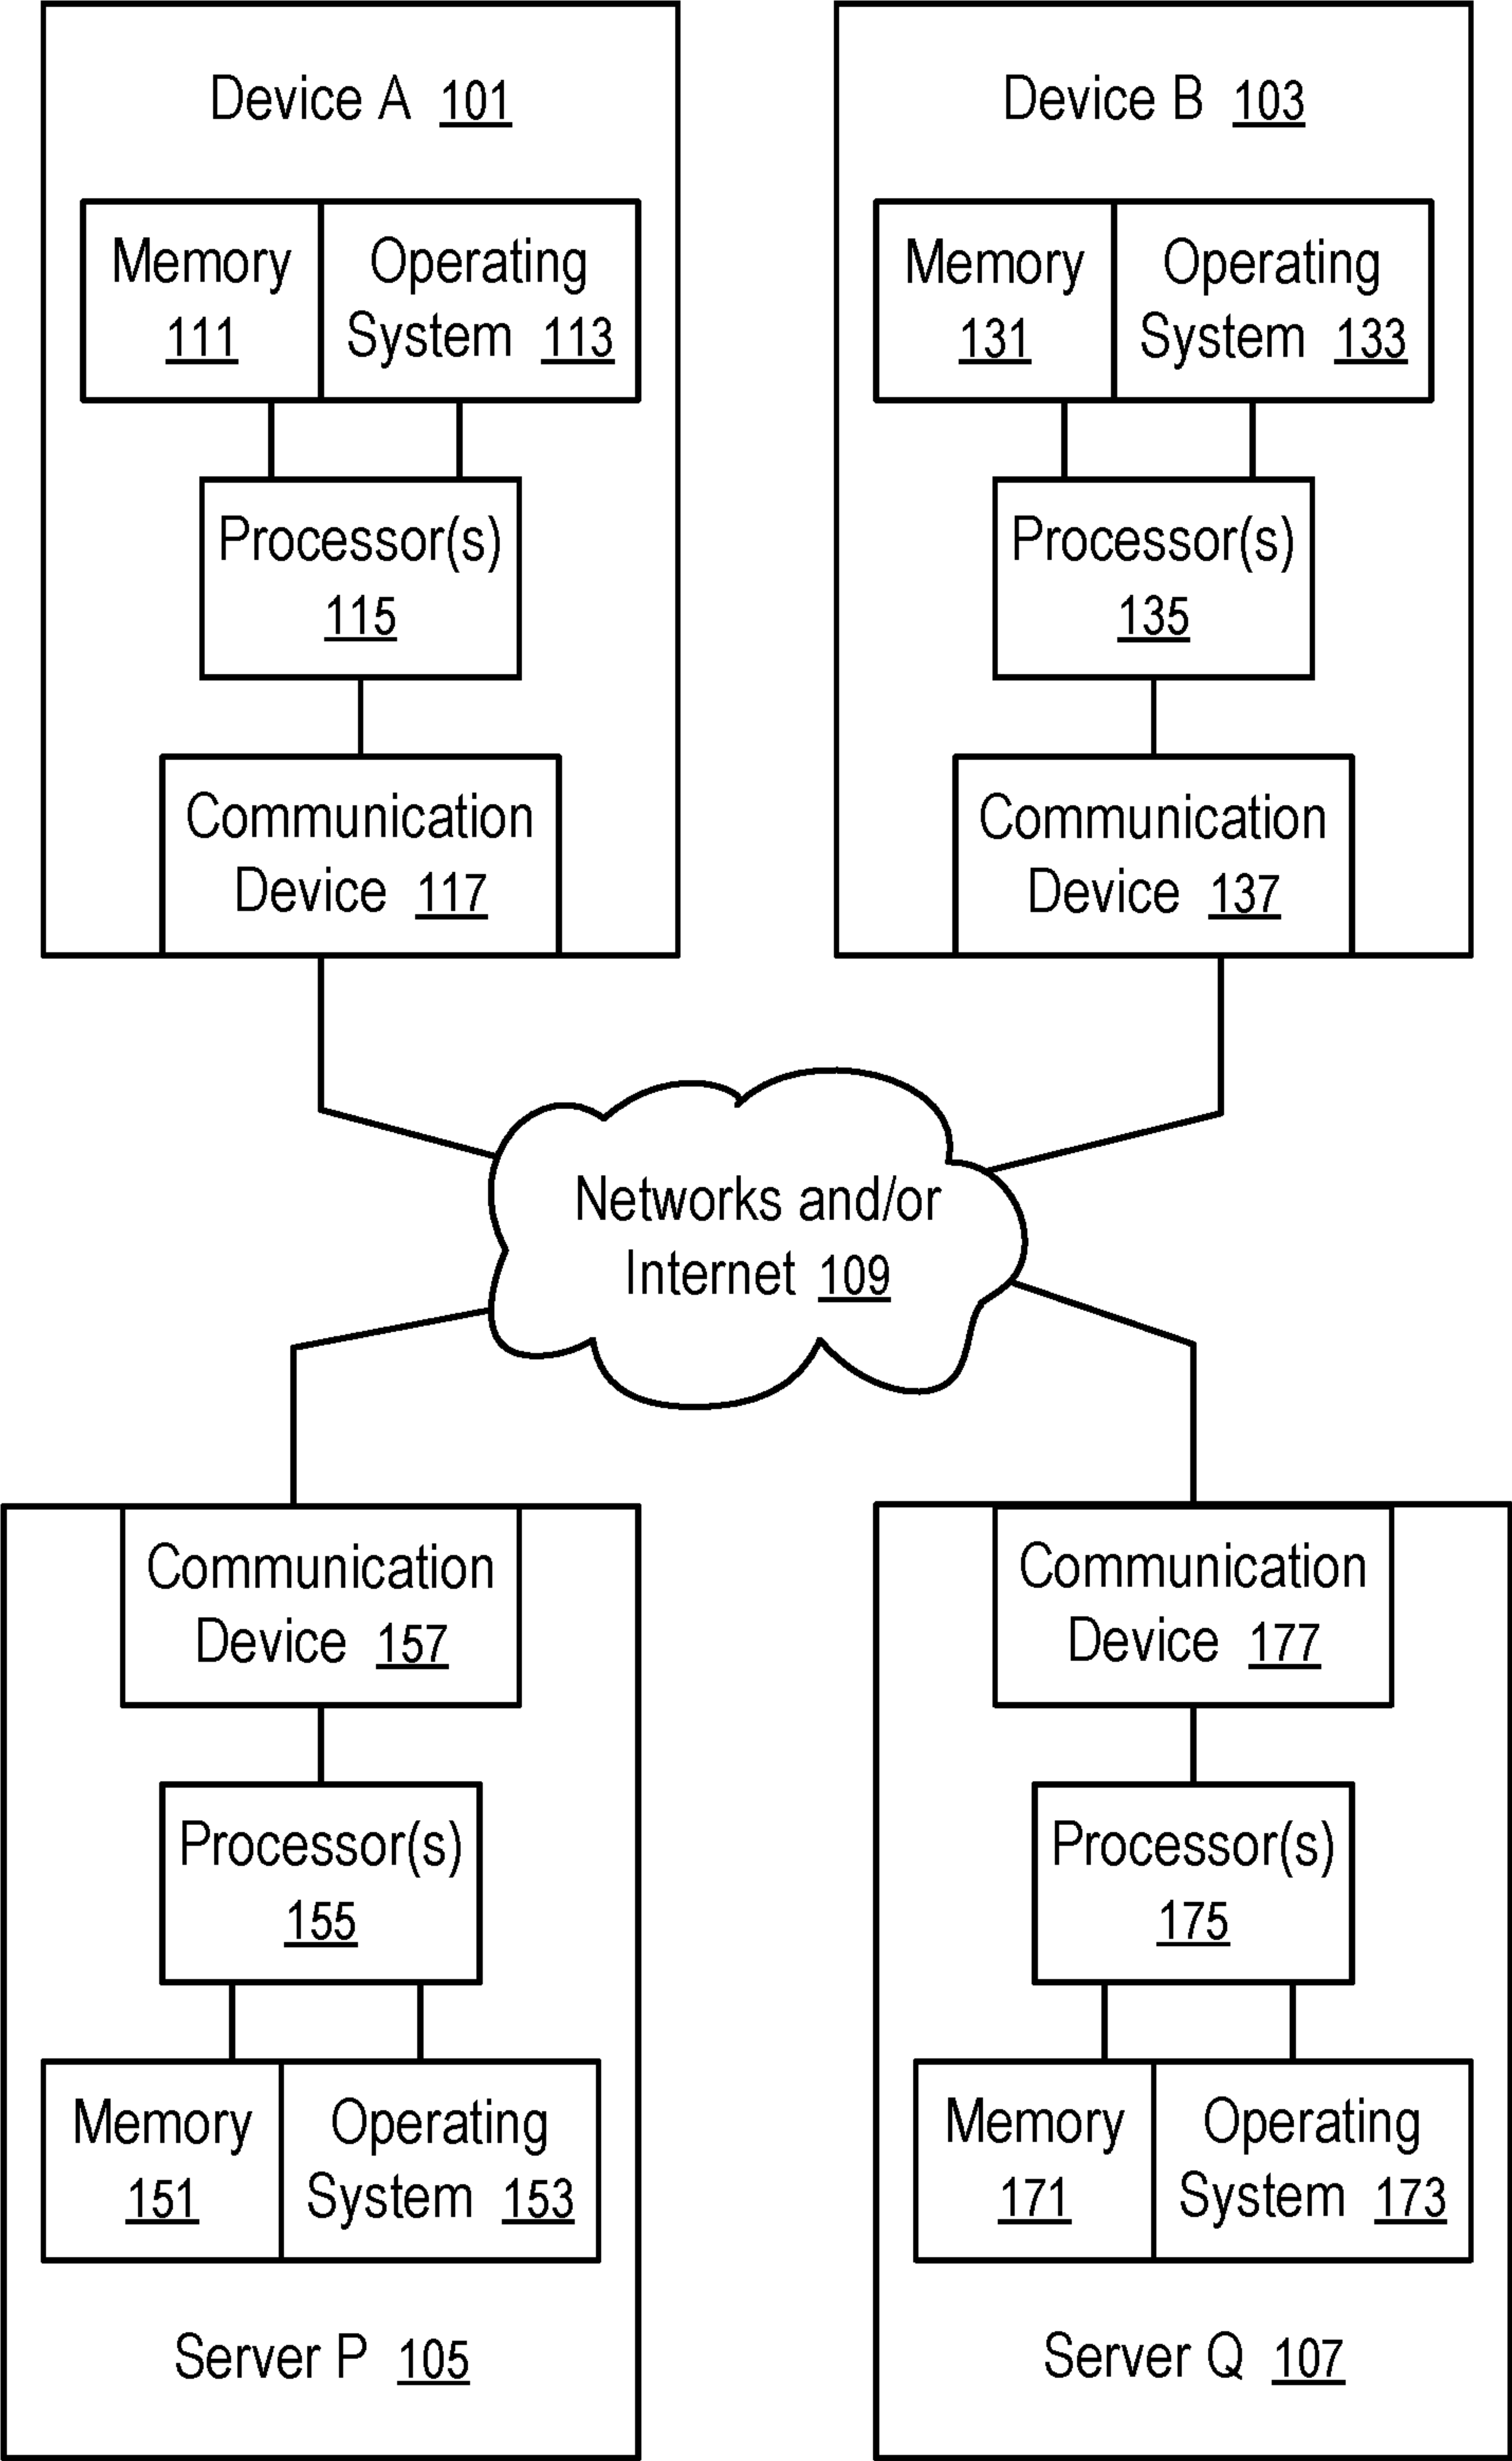 Device A 101
Memory
111
Operating
System 113
Processor(s)
115
Communication
Device 117
Device B 103
Memory
131
Operating
System 133
Processor(s)
135
Communication
Device 137
Networks and/or
Internet 109
Communication
Device 157
Processor(s)
155
Memory
151
Operating
System 153
Server P 105
Communication
Device 177
Processor(s)
175
Memory
171
Operating
System 173
Server Q 107